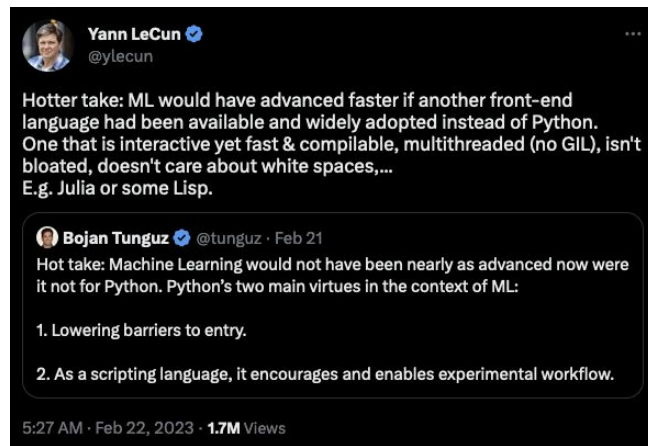 Yann LeCun
@ylecun
Hotter take: ML would have advanced faster if another front-end
language had been available and widely adopted instead of Python.
One that is interactive yet fast & compilable, multithreaded (no GIL), isn't
bloated, doesn't care about white spaces,...
E.g. Julia or some Lisp.
Bojan Tunguz @tunguz · Feb 21
Hot take: Machine Learning would not have been nearly as advanced now were
it not for Python. Python's two main virtues in the context of ML:
1. Lowering barriers to entry.
2. As a scripting language, it encourages and enables experimental workflow.
5:27 AM · Feb 22, 2023 · 1.7M Views